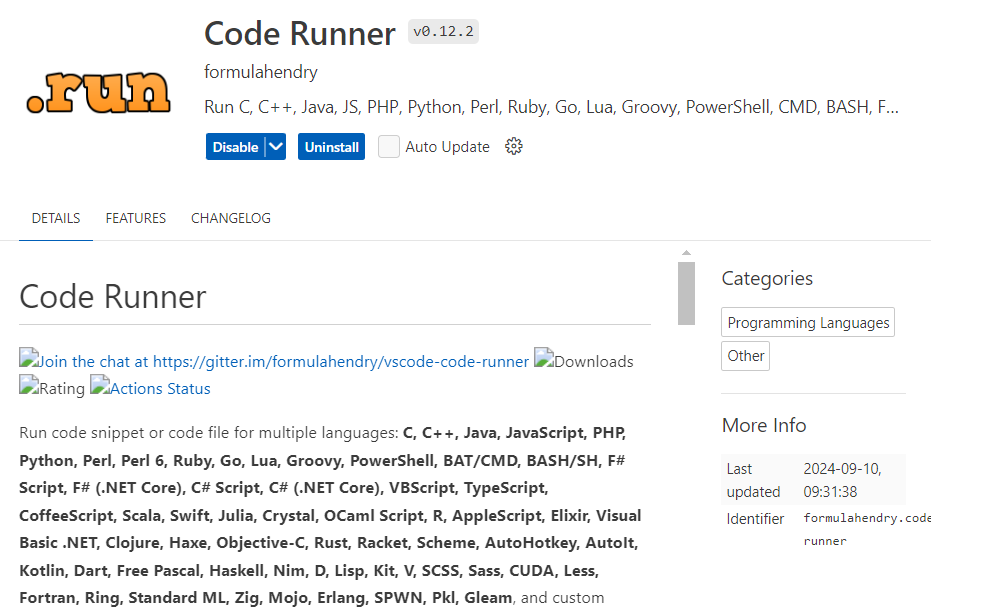 Code Runner v0.12.2
.run
formulahendry
Run C, C++, Java, JS, PHP, Python, Perl, Ruby, Go, Lua, Groovy, PowerShell, CMD, BASH, F...
Disable Uninstall Auto Update
DETAILS FEATURES CHANGELOG
Code Runner
Join the chat at https://gitter.im/formulahendry/vscode-code-runner Downloads
Rating Actions Status
Run code snippet or code file for multiple languages: C, C++, Java, JavaScript, PHP,
Python, Perl, Perl 6, Ruby, Go, Lua, Groovy, PowerShell, BAT/CMD, BASH/SH, F#
Script, F# (.NET Core), C# Script, C# (.NET Core), VBScript, TypeScript,
CoffeeScript, Scala, Swift, Julia, Crystal, OCaml Script, R, AppleScript, Elixir, Visual
Basic .NET, Clojure, Haxe, Objective-C, Rust, Racket, Scheme, AutoHotkey, AutoIt,
Kotlin, Dart, Free Pascal, Haskell, Nim, D, Lisp, Kit, V, SCSS, Sass, CUDA, Less,
Fortran, Ring, Standard ML, Zig, Mojo, Erlang, SPWN, Pkl, Gleam, and custom
Categories
Programming Languages
Other
More Info
Last 2024-09-10,
updated 09:31:38
Identifier formulahendry.code
runner